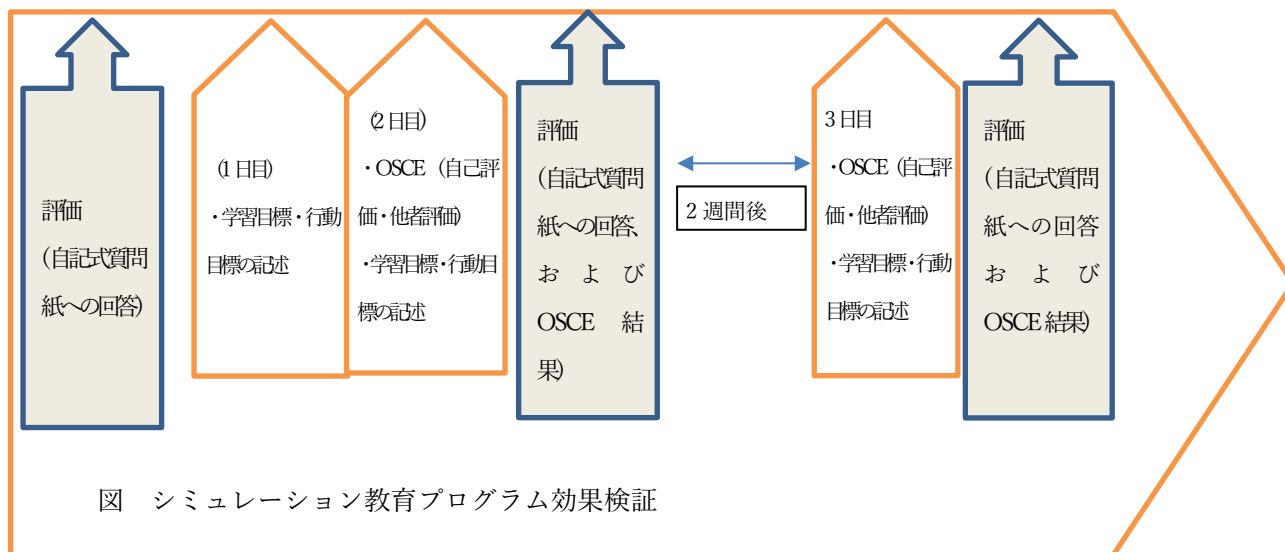 評価
(自記式質問
紙への回答)
(1日目)
・学習目標・行動
目標の記述
(2日目)
・OSCE (自己評
価・他者評価)
・学習目標・行動目
標の記述
評価
(自記式質問
紙への回答、
および
OSCE 結
果)
2週間後
3日目
・OSCE (自己評
価・他者評価)
・学習目標・行動
目標の記述
評価
(自記式質問
紙への回答
および
OSCE結果)
図 シミュレーション教育プログラム効果検証